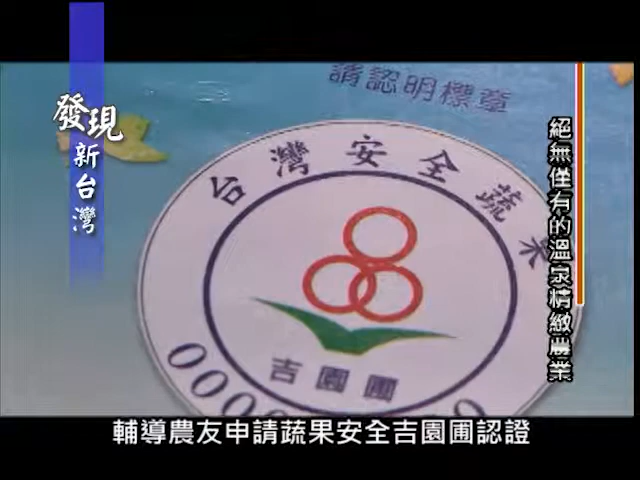 發現
新台灣
請認明標章
台灣安全蔬果
吉園圃
絕無僅有的溫泉精緻農業
輔導農友申請蔬果安全吉園圃認證